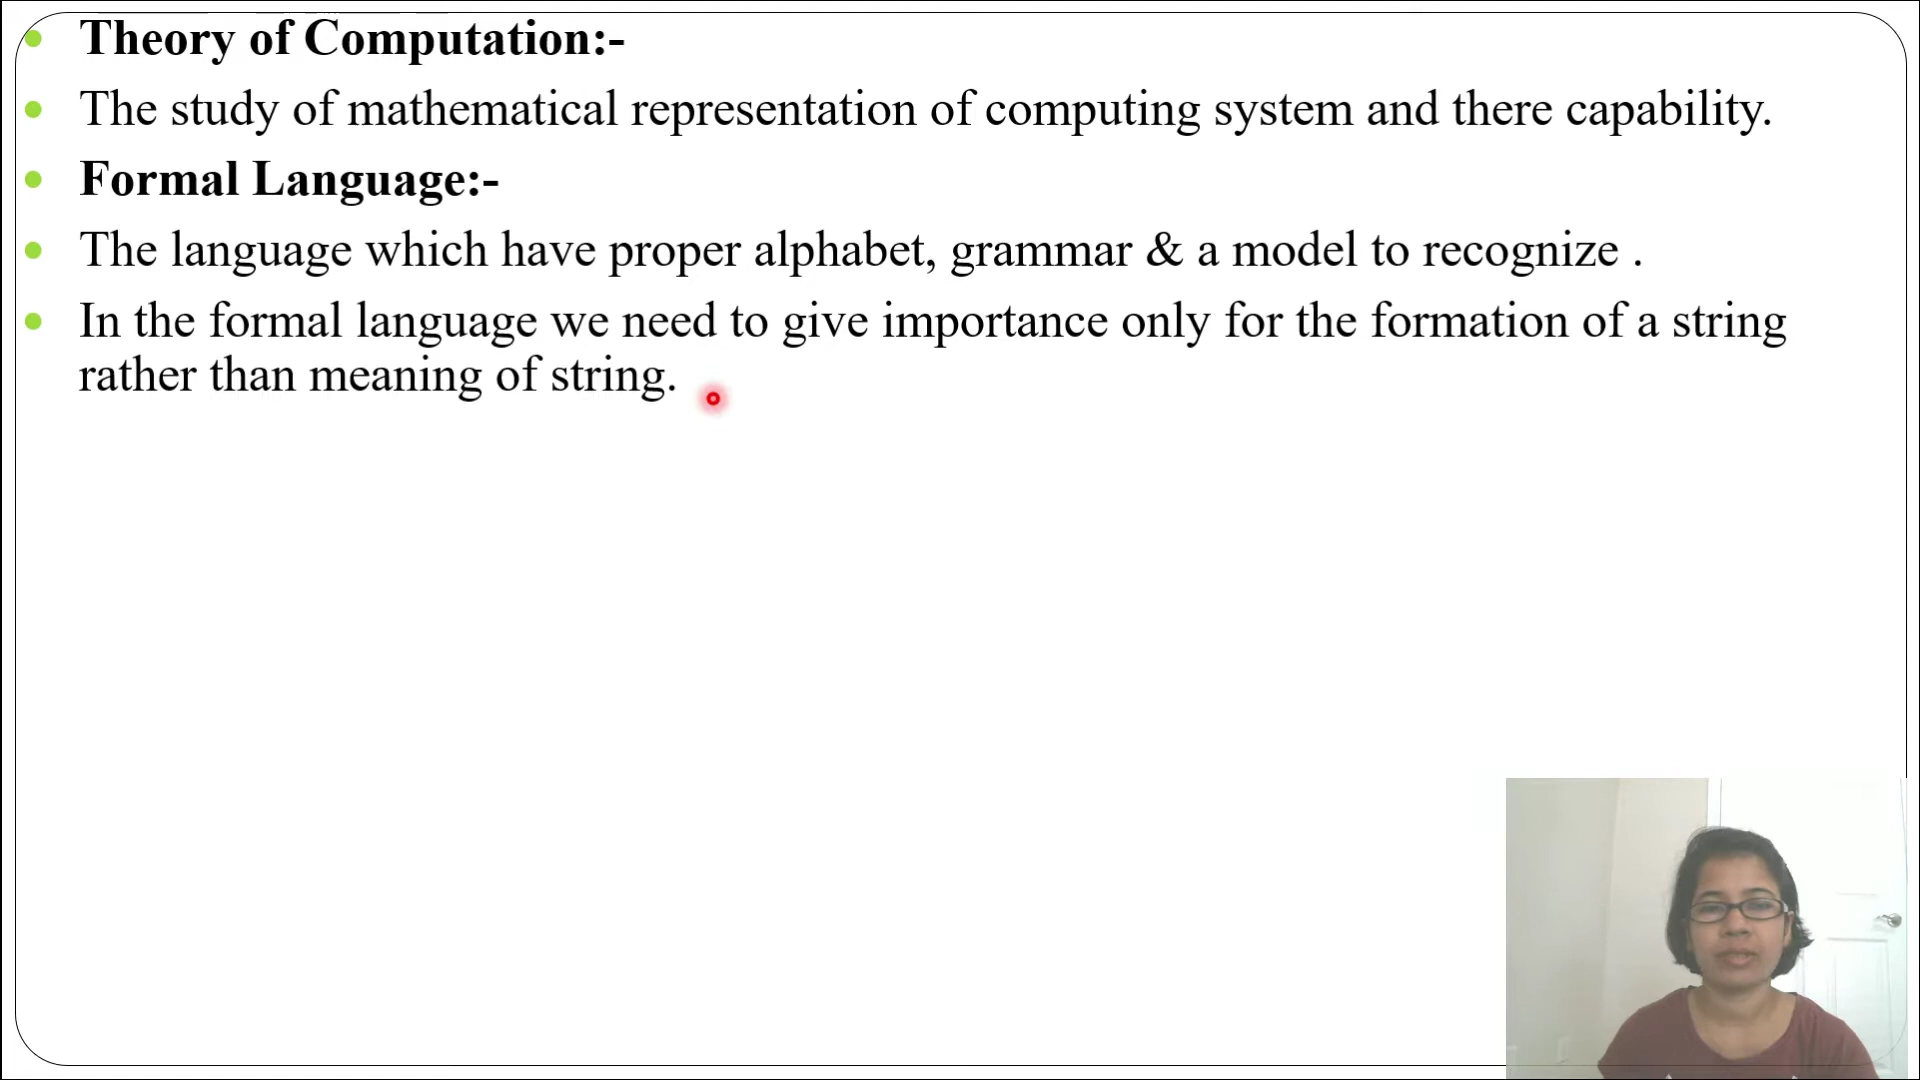 Theory of Computation:-
The study of mathematical representation of computing system and there capability.
Formal Language:-
The language which have proper alphabet, grammar & a model to recognize .
In the formal language we need to give importance only for the formation of a string
rather than meaning of string.